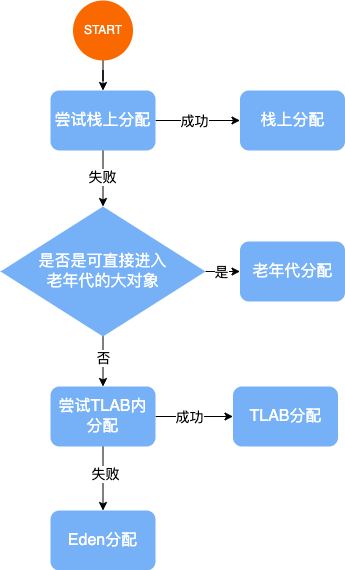 START
尝试栈上分配
成功
栈上分配
失败
是否是可直接进入
老年代的大对象
是
老年代分配
否
尝试TLAB内
分配
成功
TLAB分配
失败
Eden分配